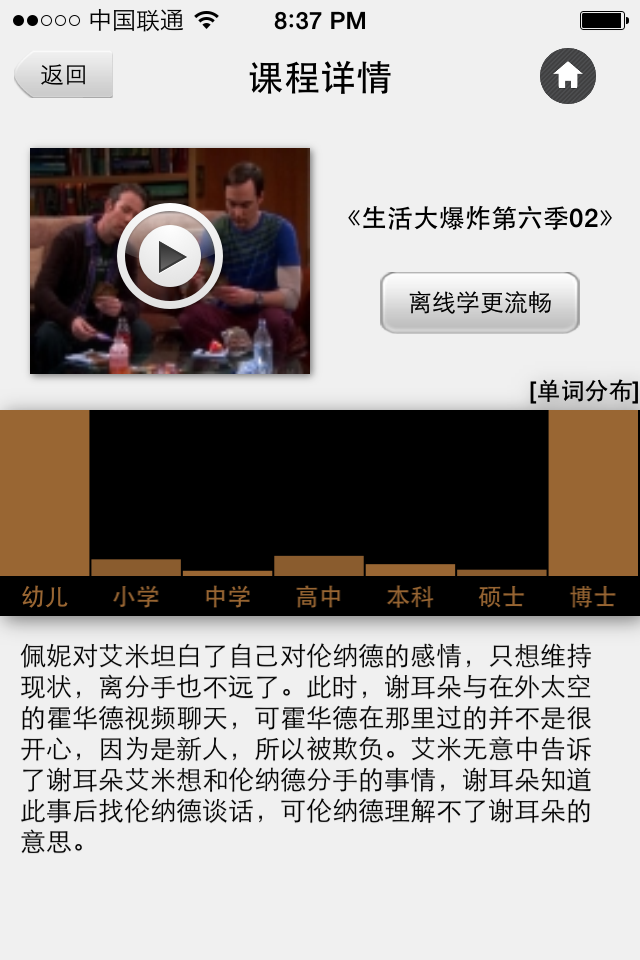 中国联通 8:37 PM
返回 课程详情
《生活大爆炸第六季02》
离线学更流畅
[单词分布]
幼儿 小学 中学 高中 本科 硕士 博士
佩妮对艾米坦白了自己对伦纳德的感情，只想维持
现状，离分手也不远了。此时，谢耳朵与在外太空
的霍华德视频聊天，可霍华德在那里过的并不是很
开心，因为是新人，所以被欺负。艾米无意中告诉
了谢耳朵艾米想和伦纳德分手的事情，谢耳朵知道
此事后找伦纳德谈话，可伦纳德理解不了谢耳朵的
意思。